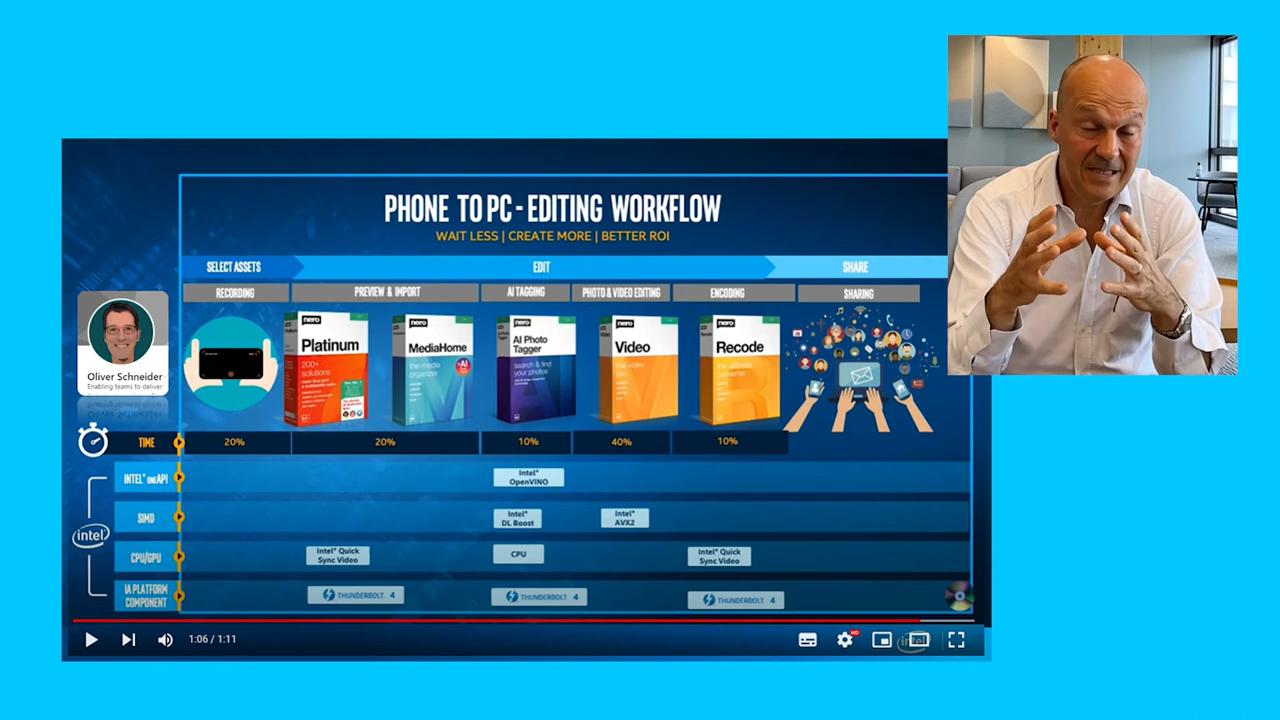 PHONE TO PC - EDITING WORKFLOW
WAIT LESS | CREATE MORE | BETTER ROI
SELECT ASSETS EDIT SHARE
RECORDING PREVIEW & IMPORT AI TAGGING PHOTO & VIDEO EDITING ENCODING SHARING
nero
Platinum
200+
solutions
nero
MediaHome
the media
organizer
+AI
nero
AI Photo
Tagger
search & find
your photos
nero
Video
the video
nero
Recode
the ultimate
converter
Oliver Schneider
Enabling teams to deliver
TIME 20% 20% 10% 40% 10%
intel
INTEL® ONEAPI
Intel®
OpenVINO
SIMD
Intel®
DL Boost
Intel®
AVX2
CPU/GPU
Intel® Quick
Sync Video
CPU
Intel® Quick
Sync Video
IA PLATFORM
COMPONENT
THUNDERBOLT. 4
THUNDERBOLT. 4
THUNDERBOLT. 4
1:06 / 1:11
HD
intel